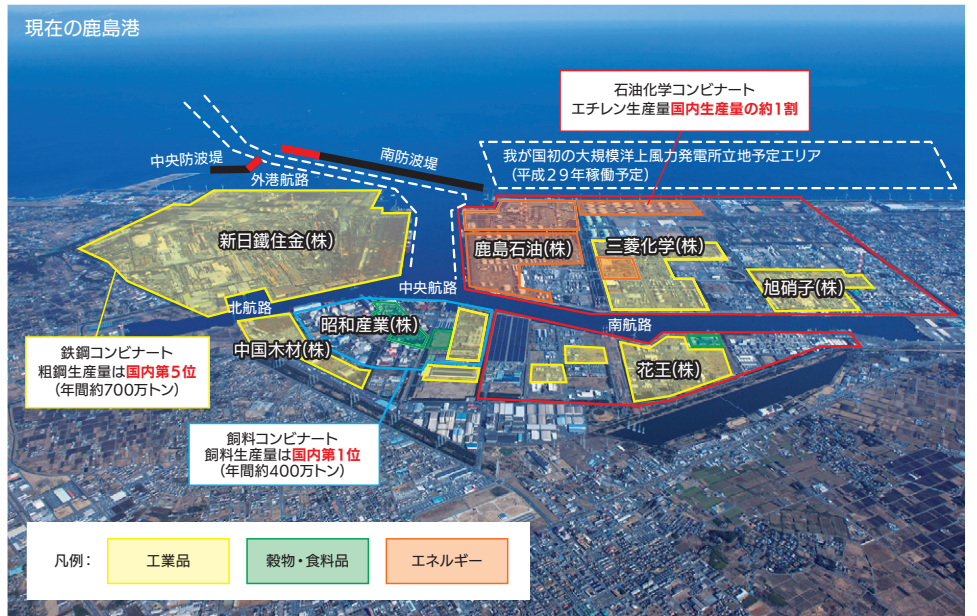 現在の鹿島港
石油化学コンビナート
エチレン生産量国内生産量の約1割
中央防波堤
南防波堤
外港航路
我が国初の大規模洋上風力発電所立地予定エリア
(平成29年稼働予定)
新日鐵住金(株)
鹿島石油(株)
三菱化学(株)
旭硝子(株)
中央航路
北航路
昭和産業(株)
南航路
中国木材(株)
花王(株)
鉄鋼コンビナート
粗鋼生産量は国内第5位
(年間約700万トン)
飼料コンビナート
飼料生産量は国内第1位
(年間約400万トン)
凡例:
工業品
穀物・食料品
エネルギー